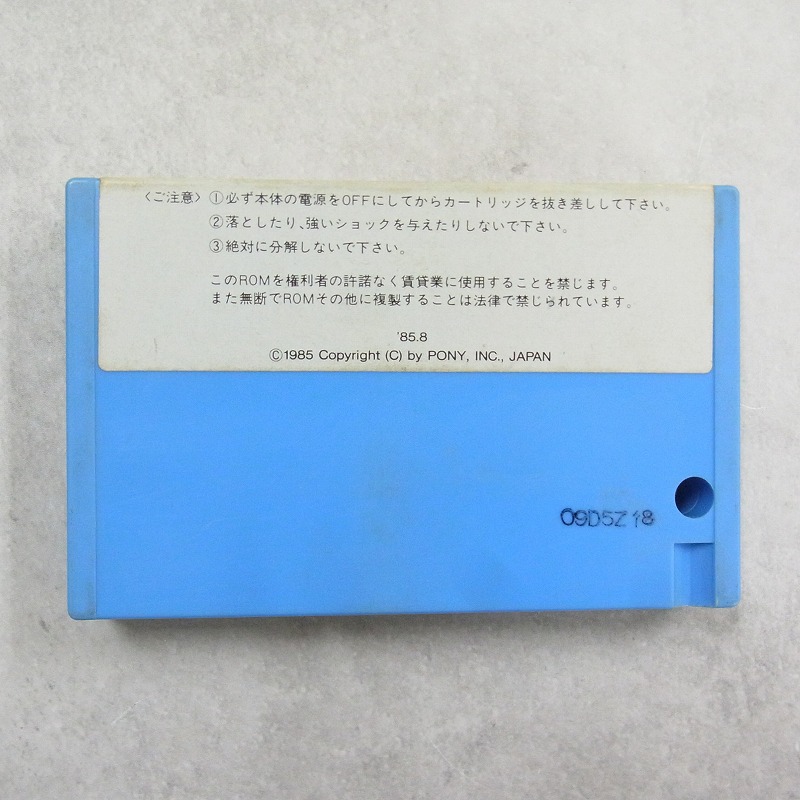 〈ご注意〉①必ず本体の電源をOFFにしてからカートリッジを抜き差しして下さい。
②落としたり、強いショックを与えたりしないで下さい。
③絶対に分解しないで下さい。
このROMを権利者の許諾なく賃貸業に使用することを禁じます。
また無断でROMその他に複製することは法律で禁じられています。
'85.8
©1985 Copyright (C) by PONY, INC., JAPAN
09D5Z18